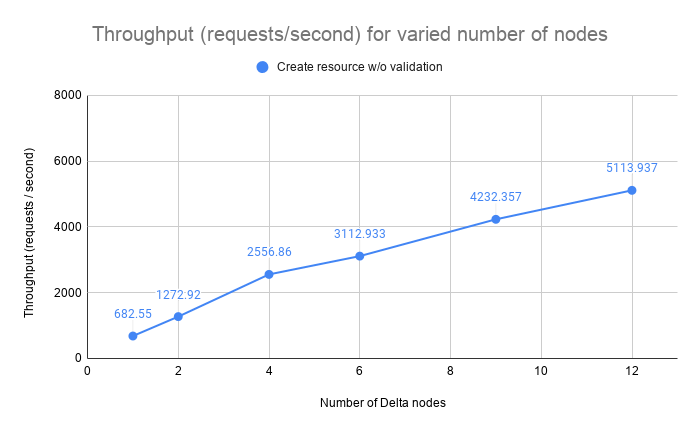 Throughput (requests/second) for varied number of nodes
Create resource w/o validation
Throughput (requests / second)
8000
6000
4000
2000
0
682.55
1272.92
2556.86
3112.933
4232.357
5113.937
0 2 4 6 8 10 12
Number of Delta nodes